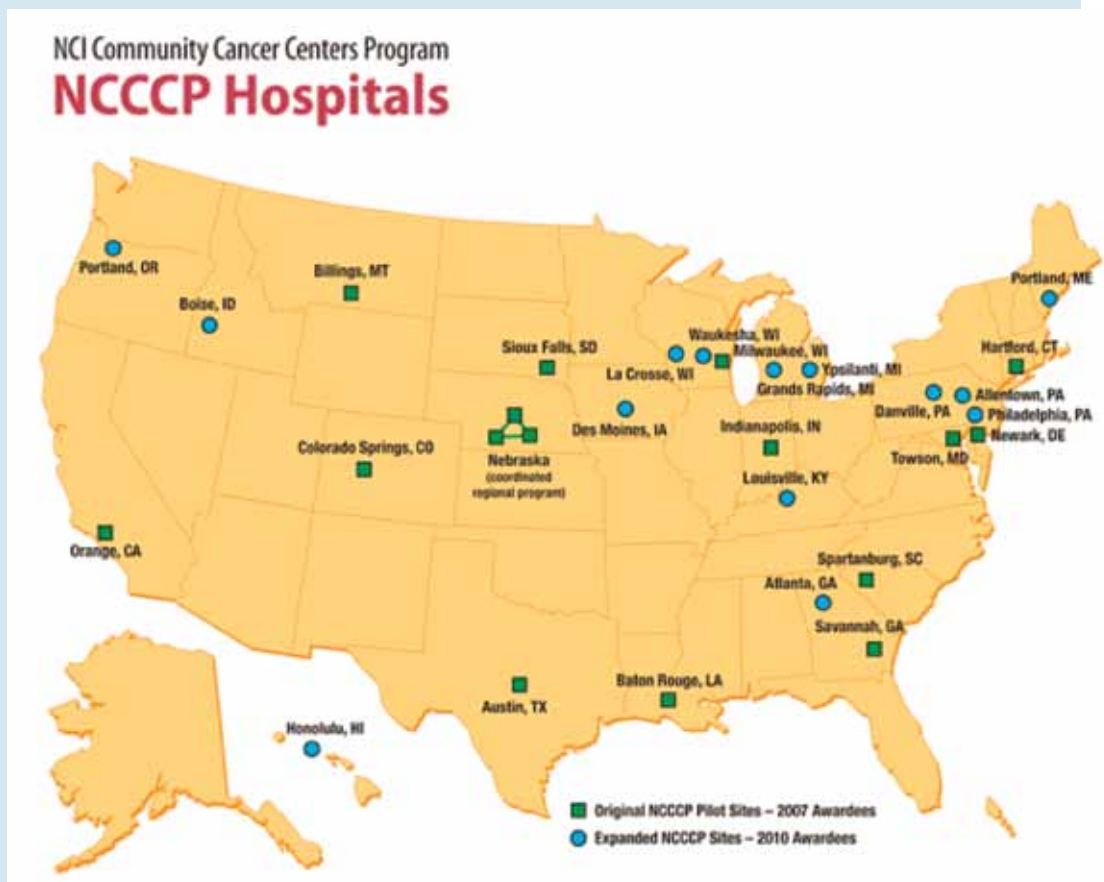 NCI Community Cancer Centers Program
NCCCP Hospitals
Portland, OR
Billings, MT
Boise, ID
Portland, ME
Sioux Falls, SD
Waukesha, WI
Milwaukee, WI
La Crosse, WI
Ypsilanti, MI
Grands Rapids, MI
Hartford, CT
Allentown, PA
Danville, PA
Philadelphia, PA
Newark, DE
Towson, MD
Des Moines, IA
Indianapolis, IN
Colorado Springs, CO
Nebraska
(coordinated
regional program)
Louisville, KY
Orange, CA
Spartanburg, SC
Atlanta, GA
Savannah, GA
Baton Rouge, LA
Austin, TX
Honolulu, HI
Original NCCCP Pilot Sites – 2007 Awardees
Expanded NCCCP Sites – 2010 Awardees